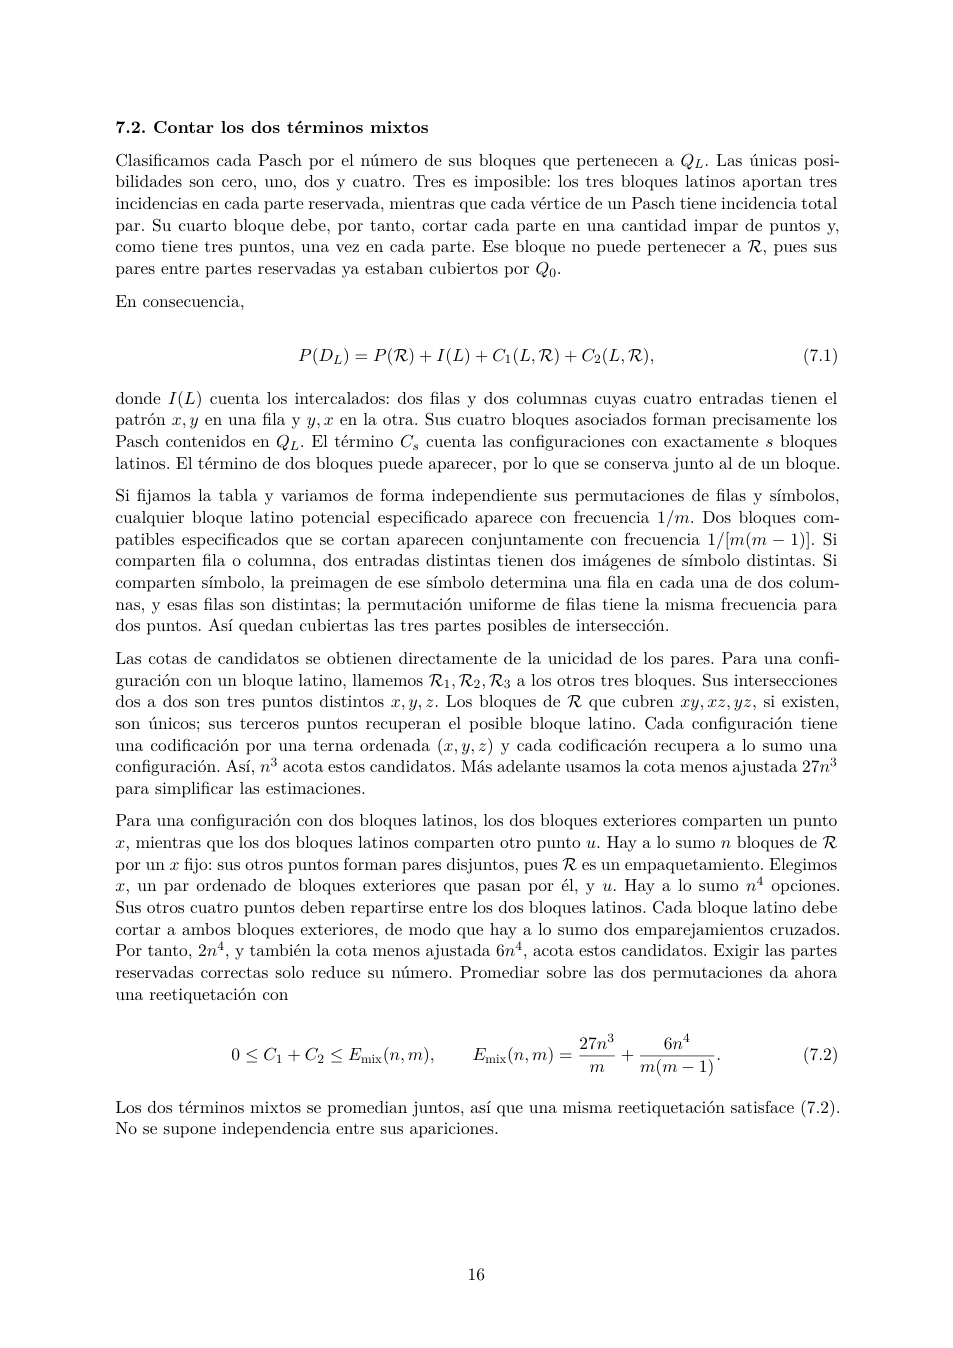 7.2. Contar los dos términos mixtos
Clasificamos cada Pasch por el número de sus bloques que pertenecen a Q_L. Las únicas posi-
bilidades son cero, uno, dos y cuatro. Tres es imposible: los tres bloques latinos aportan tres
incidencias en cada parte reservada, mientras que cada vértice de un Pasch tiene incidencia total
par. Su cuarto bloque debe, por tanto, cortar cada parte en una cantidad impar de puntos y,
como tiene tres puntos, una vez en cada parte. Ese bloque no puede pertenecer a ℛ, pues sus
pares entre partes reservadas ya estaban cubiertos por Q_0.
En consecuencia,
P(D_L) = P(ℛ) + I(L) + C_1(L, ℛ) + C_2(L, ℛ), (7.1)
donde I(L) cuenta los intercalados: dos filas y dos columnas cuyas cuatro entradas tienen el
patrón x, y en una fila y y, x en la otra. Sus cuatro bloques asociados forman precisamente los
Pasch contenidos en Q_L. El término C_s cuenta las configuraciones con exactamente s bloques
latinos. El término de dos bloques puede aparecer, por lo que se conserva junto al de un bloque.
Si fijamos la tabla y variamos de forma independiente sus permutaciones de filas y símbolos,
cualquier bloque latino potencial especificado aparece con frecuencia 1/m. Dos bloques com-
patibles especificados que se cortan aparecen conjuntamente con frecuencia 1/[m(m − 1)]. Si
comparten fila o columna, dos entradas distintas tienen dos imágenes de símbolo distintas. Si
comparten símbolo, la preimagen de ese símbolo determina una fila en cada una de dos colum-
nas, y esas filas son distintas; la permutación uniforme de filas tiene la misma frecuencia para
dos puntos. Así quedan cubiertas las tres partes posibles de intersección.
Las cotas de candidatos se obtienen directamente de la unicidad de los pares. Para una confi-
guración con un bloque latino, llamemos ℛ_1, ℛ_2, ℛ_3 a los otros tres bloques. Sus intersecciones
dos a dos son tres puntos distintos x, y, z. Los bloques de ℛ que cubren xy, xz, yz, si existen,
son únicos; sus terceros puntos recuperan el posible bloque latino. Cada configuración tiene
una codificación por una terna ordenada (x, y, z) y cada codificación recupera a lo sumo una
configuración. Así, n^3 acota estos candidatos. Más adelante usamos la cota menos ajustada 27n^3
para simplificar las estimaciones.
Para una configuración con dos bloques latinos, los dos bloques exteriores comparten un punto
x, mientras que los dos bloques latinos comparten otro punto u. Hay a lo sumo n bloques de ℛ
por un x fijo: sus otros puntos forman pares disjuntos, pues ℛ es un empaquetamiento. Elegimos
x, un par ordenado de bloques exteriores que pasan por él, y u. Hay a lo sumo n^4 opciones.
Sus otros cuatro puntos deben repartirse entre los dos bloques latinos. Cada bloque latino debe
cortar a ambos bloques exteriores, de modo que hay a lo sumo dos emparejamientos cruzados.
Por tanto, 2n^4, y también la cota menos ajustada 6n^4, acota estos candidatos. Exigir las partes
reservadas correctas solo reduce su número. Promediar sobre las dos permutaciones da ahora
una reetiquetación con
0 ≤ C_1 + C_2 ≤ E_mix(n, m), E_mix(n, m) = 27n^3/m + 6n^4/(m(m − 1)). (7.2)
Los dos términos mixtos se promedian juntos, así que una misma reetiquetación satisface (7.2).
No se supone independencia entre sus apariciones.
16